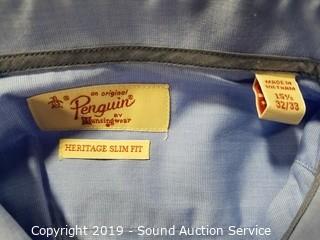 an original
Penguin
BY
Munsingwear
HERITAGE SLIM FIT
MADE IN
VIETNAM
15½
32/33
Copyright 2019 - Sound Auction Service